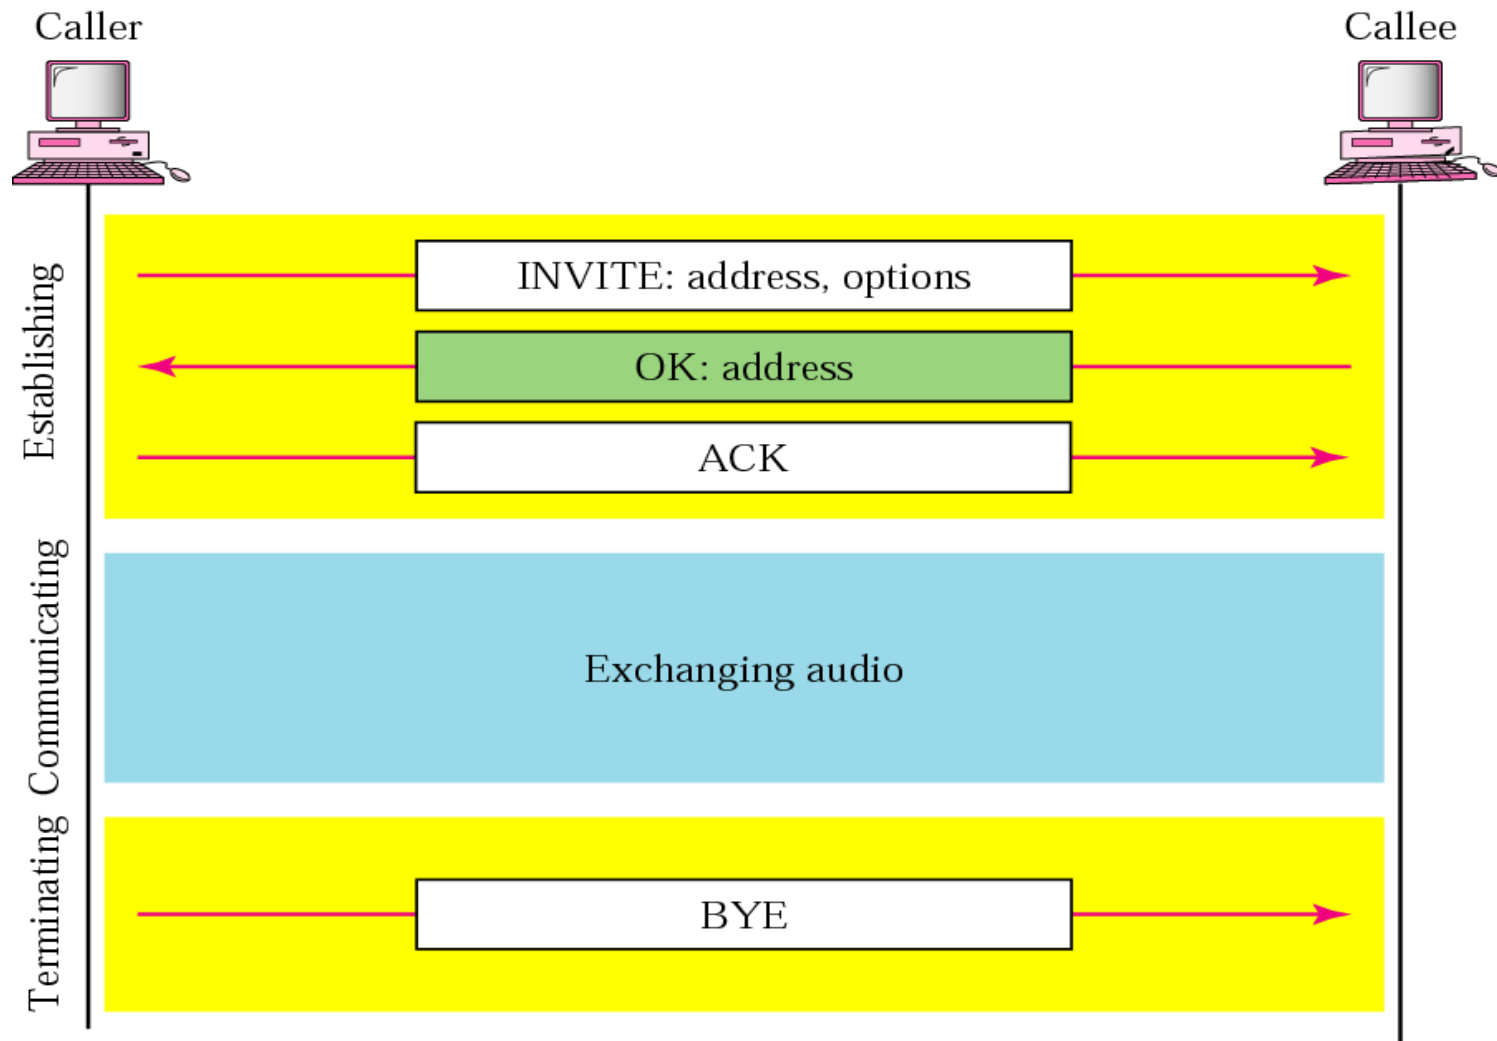 Caller
Callee
Establishing
INVITE: address, options
OK: address
ACK
Communicating
Exchanging audio
Terminating
BYE